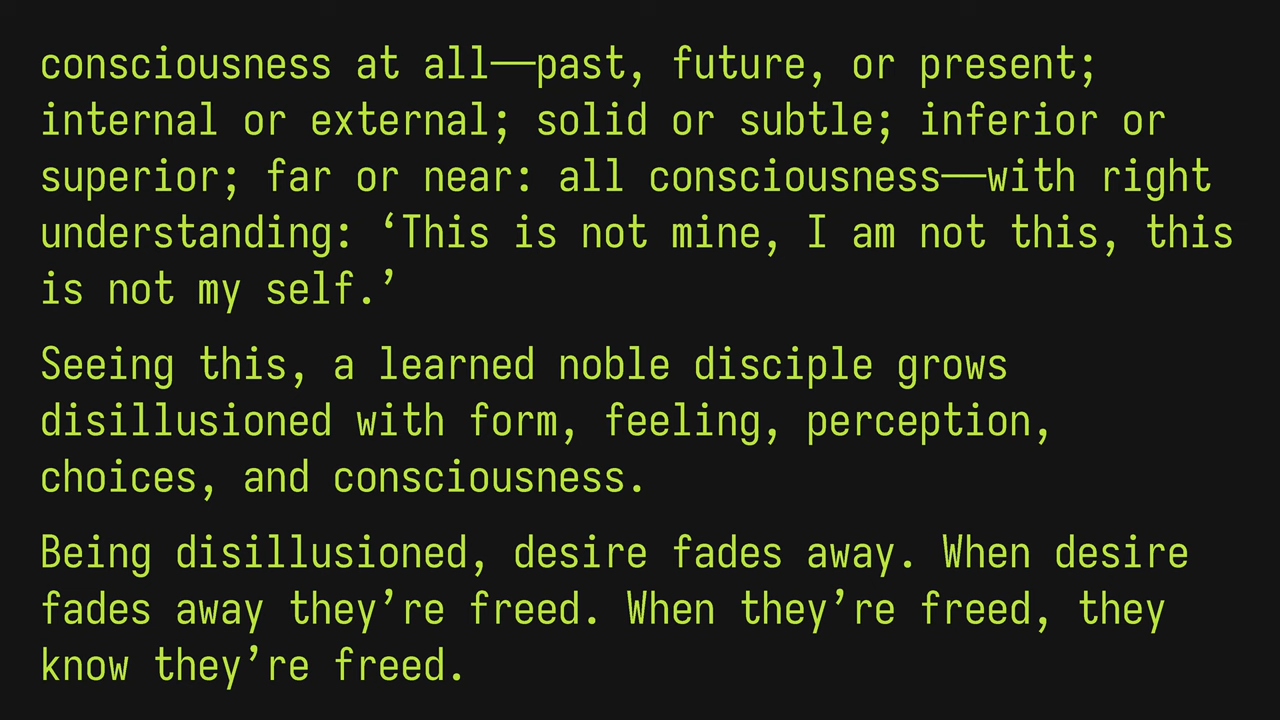 consciousness at all—past, future, or present;
internal or external; solid or subtle; inferior or
superior; far or near: all consciousness—with right
understanding: ‘This is not mine, I am not this, this
is not my self.’
Seeing this, a learned noble disciple grows
disillusioned with form, feeling, perception,
choices, and consciousness.
Being disillusioned, desire fades away. When desire
fades away they’re freed. When they’re freed, they
know they’re freed.